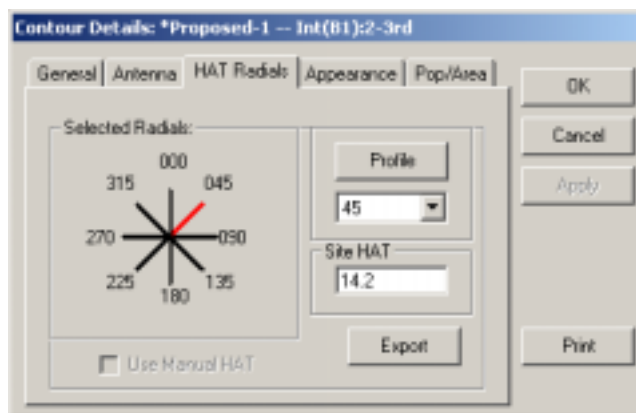 Contour Details: *Proposed-1 -- Int(B1):2-3rd
General Antenna HAT Radials Appearance Pop/Area
OK
Cancel
Apply
Selected Radials:
000
315 045
270 090
225 135
180
Profile
45
Site HAT
14.2
Use Manual HAT
Export
Print